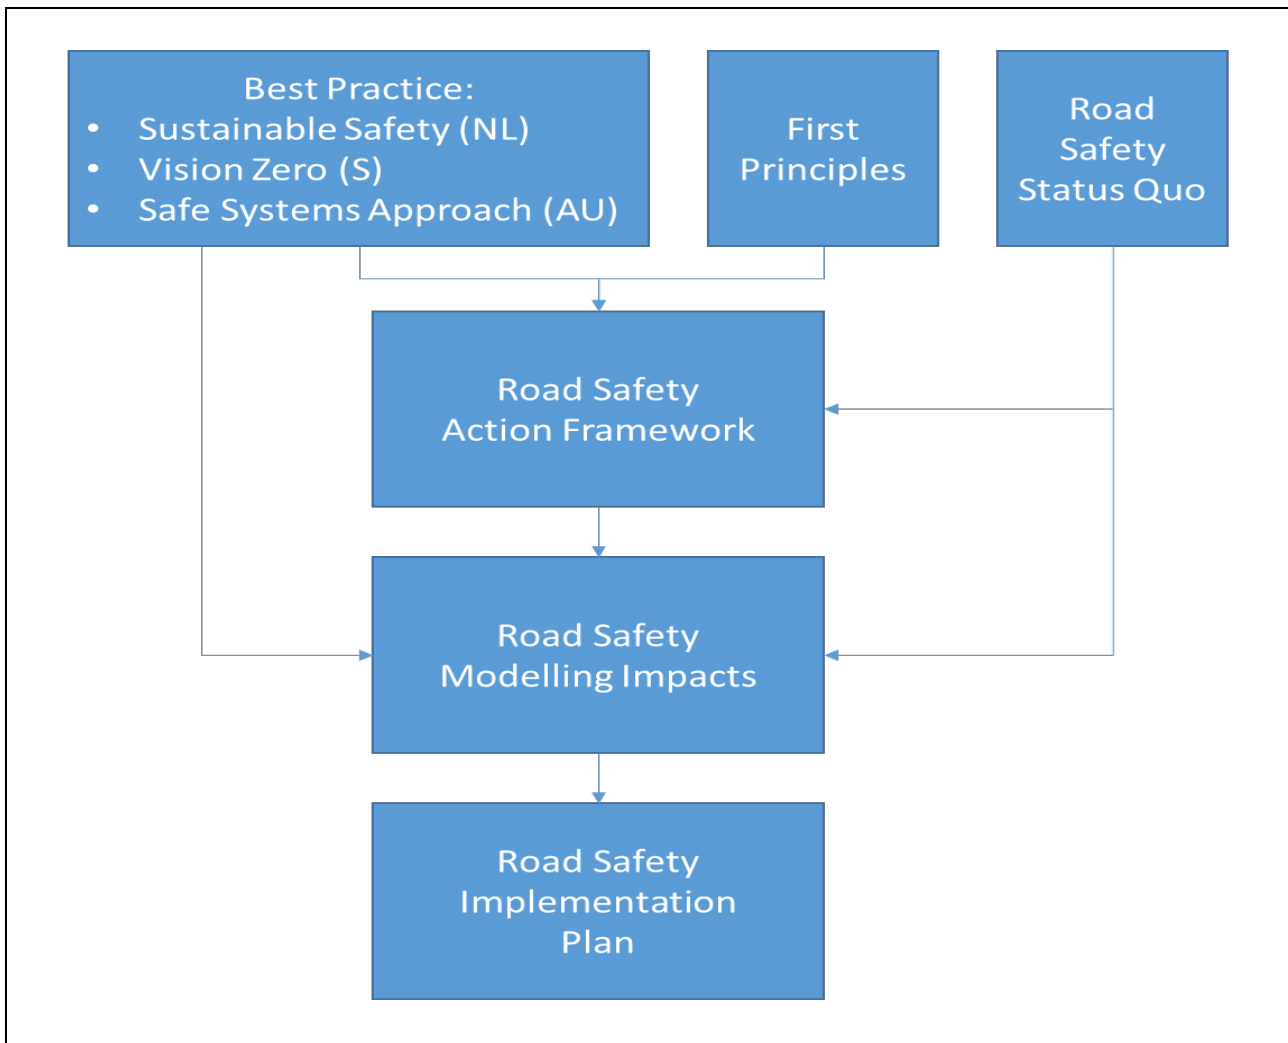 Best Practice:
• Sustainable Safety (NL)
• Vision Zero (S)
• Safe Systems Approach (AU)
First
Principles
Road
Safety
Status Quo
Road Safety
Action Framework
Road Safety
Modelling Impacts
Road Safety
Implementation
Plan